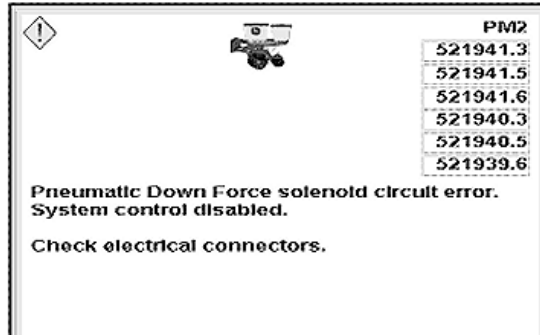 !
PM2
521941.3
521941.5
521941.6
521940.3
521940.5
521939.6
Pneumatic Down Force solenoid circuit error.
System control disabled.
Check electrical connectors.